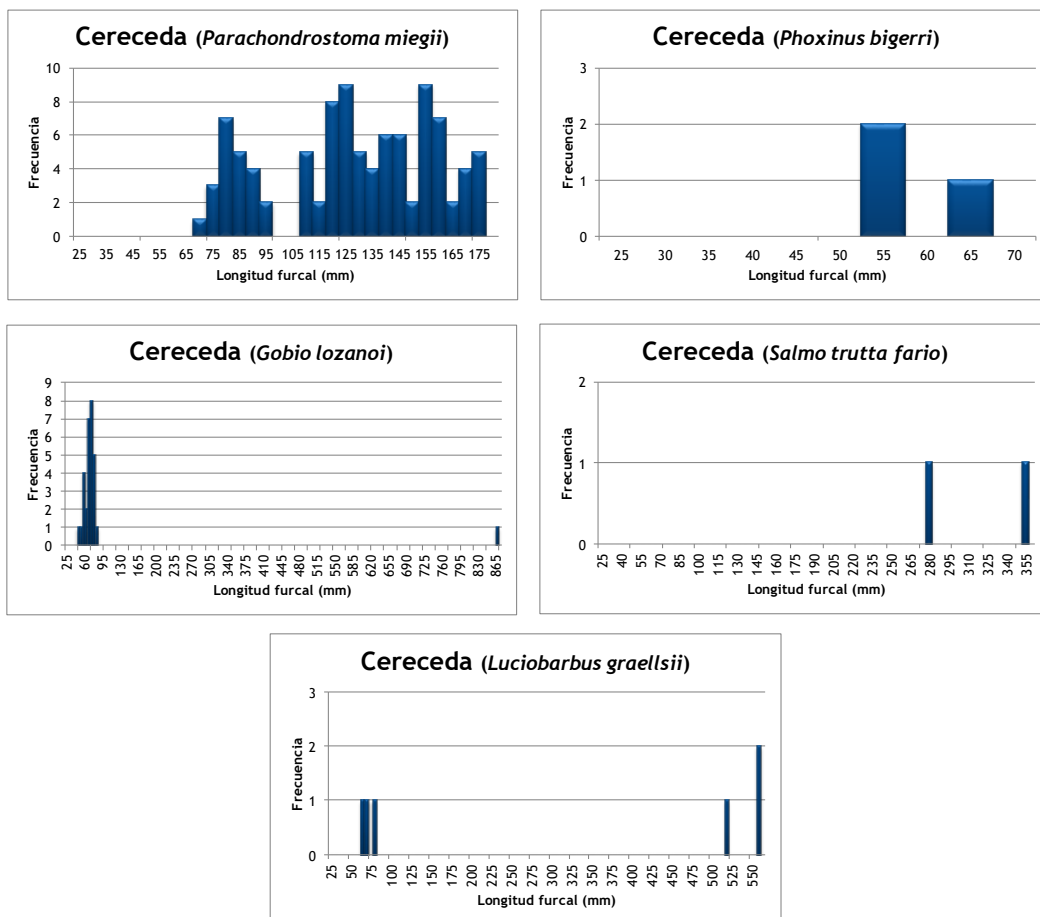 Cereceda (Parachondrostoma miegii)
10
8
6
4
2
0
Frecuencia
25 35 45 55 65 75 85 95 105 115 125 135 145 155 165 175
Longitud furcal (mm)
Cereceda (Phoxinus bigerri)
3
2
1
0
Frecuencia
25 30 35 40 45 50 55 60 65 70
Longitud furcal (mm)
Cereceda (Gobio lozanoi)
9
8
7
6
5
4
3
2
1
0
Frecuencia
25 60 95 130 165 200 235 270 305 340 375 410 445 480 515 550 585 620 655 690 725 760 795 830 865
Longitud furcal (mm)
Cereceda (Salmo trutta fario)
2
1
0
Frecuencia
25 40 55 70 85 100 115 130 145 160 175 190 205 220 235 250 265 280 295 310 325 340 355
Longitud furcal (mm)
Cereceda (Luciobarbus graellsii)
3
2
1
0
Frecuencia
25 50 75 100 125 150 175 200 225 250 275 300 325 350 375 400 425 450 475 500 525 550
Longitud furcal (mm)